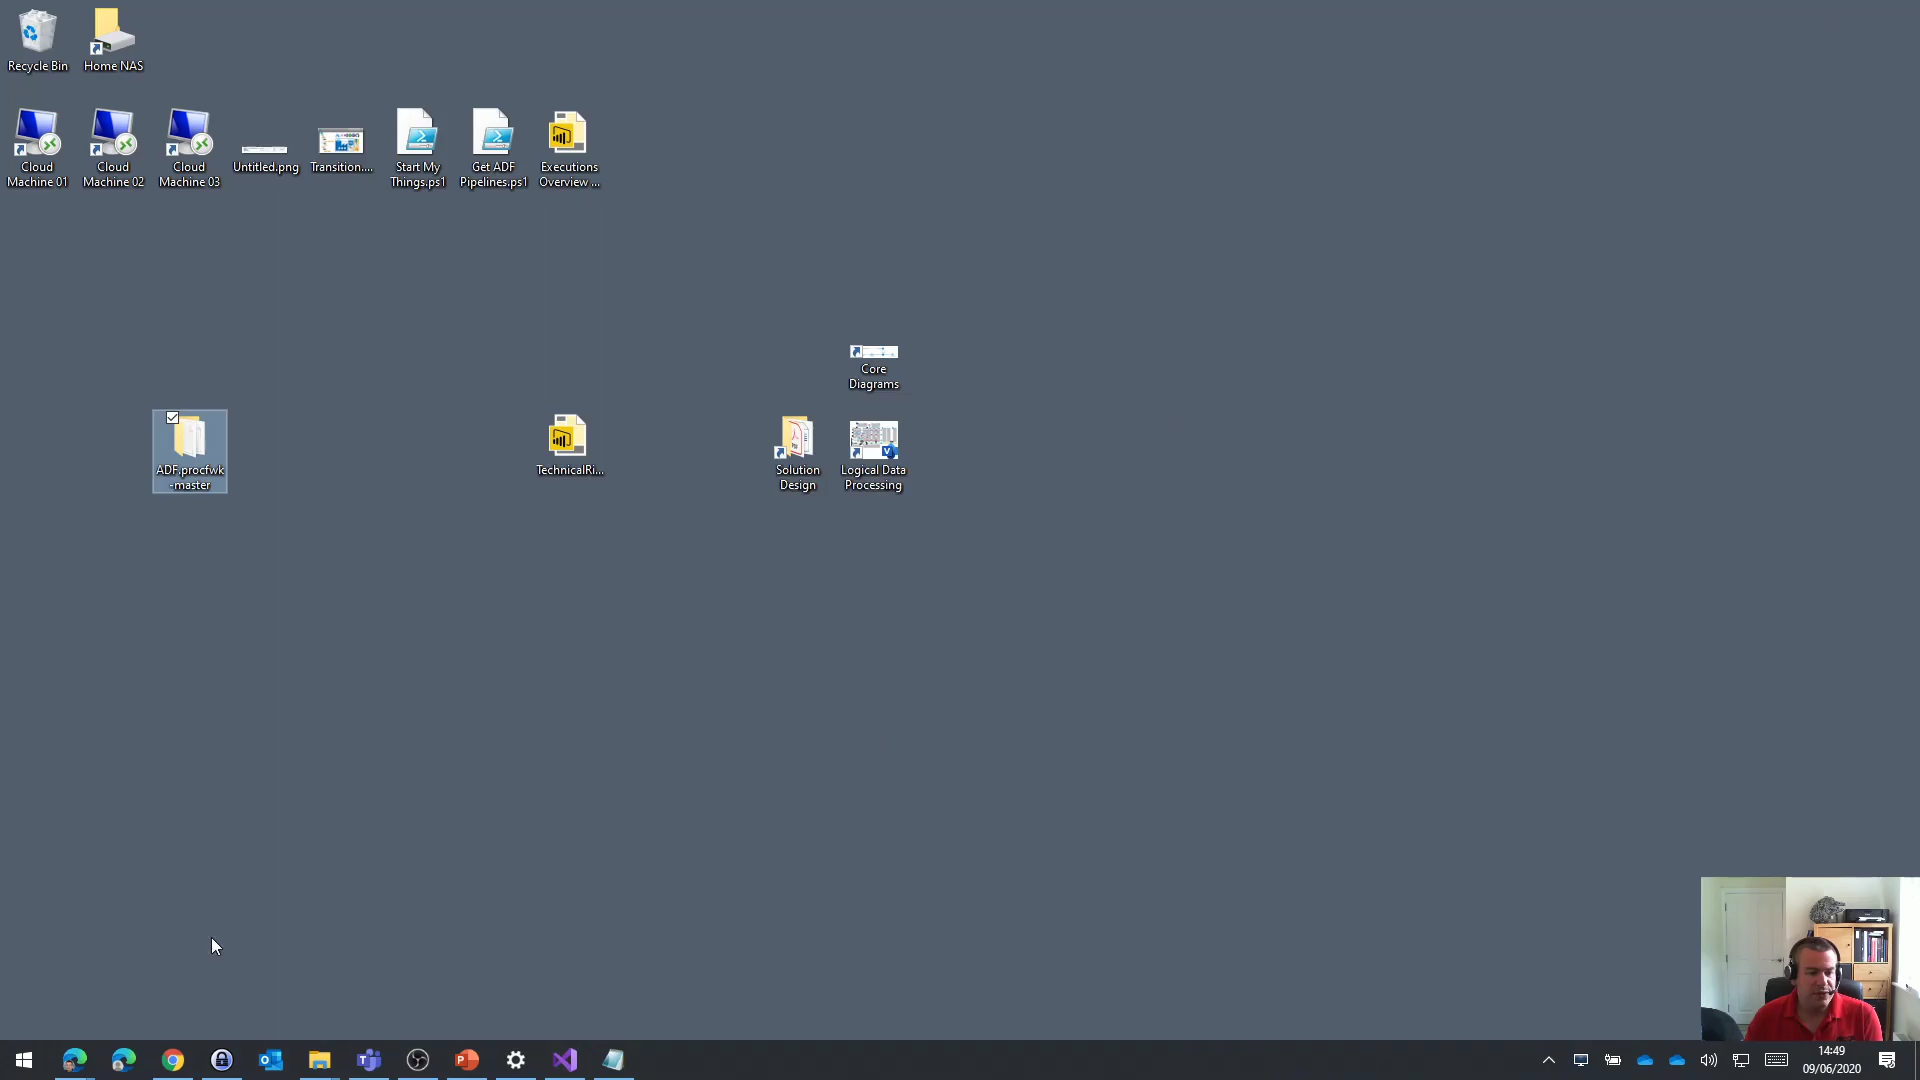 Recycle Bin
Home NAS
Cloud
Machine 01
Cloud
Machine 02
Cloud
Machine 03
Untitled.png
Transition....
Start My
Things.ps1
Get ADF
Pipelines.ps1
Executions
Overview ...
Core
Diagrams
ADF.procfwk
-master
TechnicalRi...
Solution
Design
Logical Data
Processing
14:49
09/06/2020